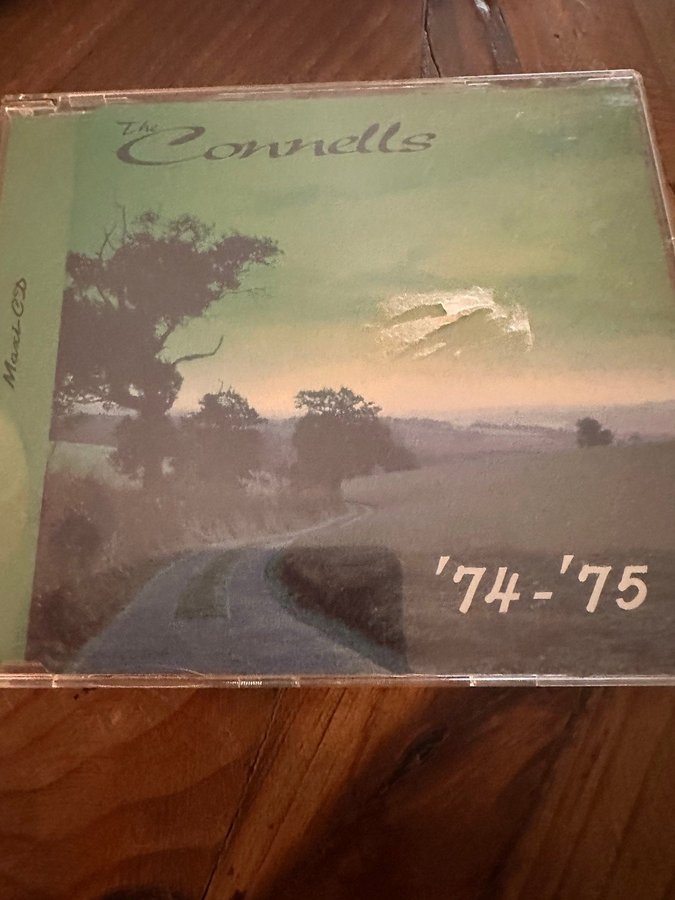 The
Connells
Maxi-CD
'74-'75